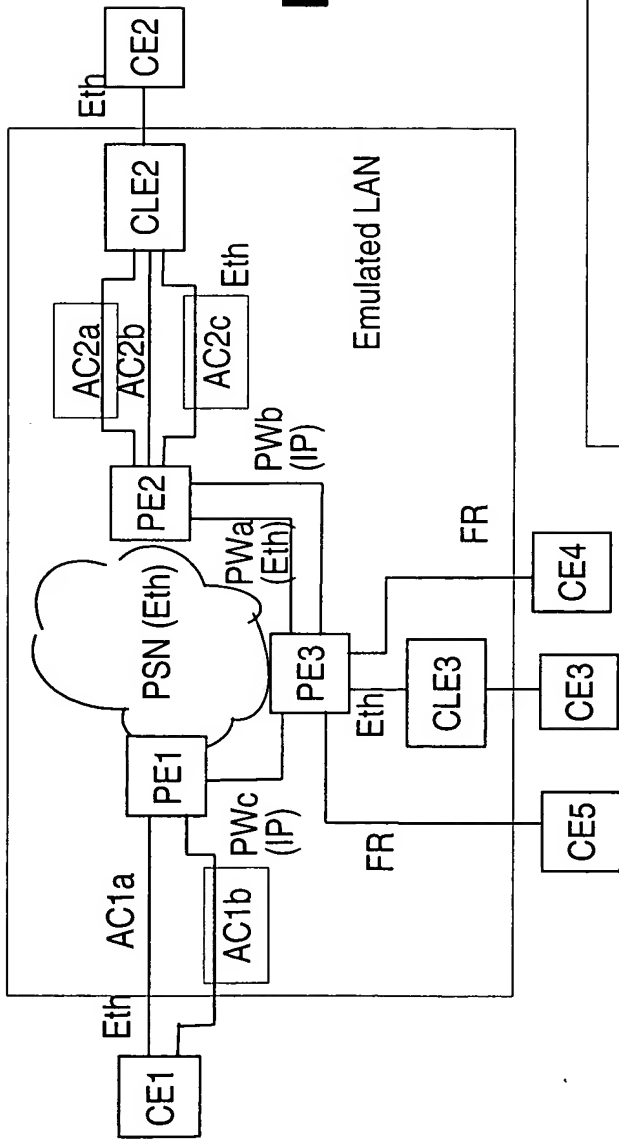 CE1
Eth
AC1a
AC1b
PE1
PSN (Eth)
PWc
(IP)
PE3
PWa
(Eth)
PWb
(IP)
PE2
AC2a
AC2b
AC2c
Eth
CLE2
Eth
CE2
Emulated LAN
FR
CE5
Eth
CLE3
CE3
FR
CE4